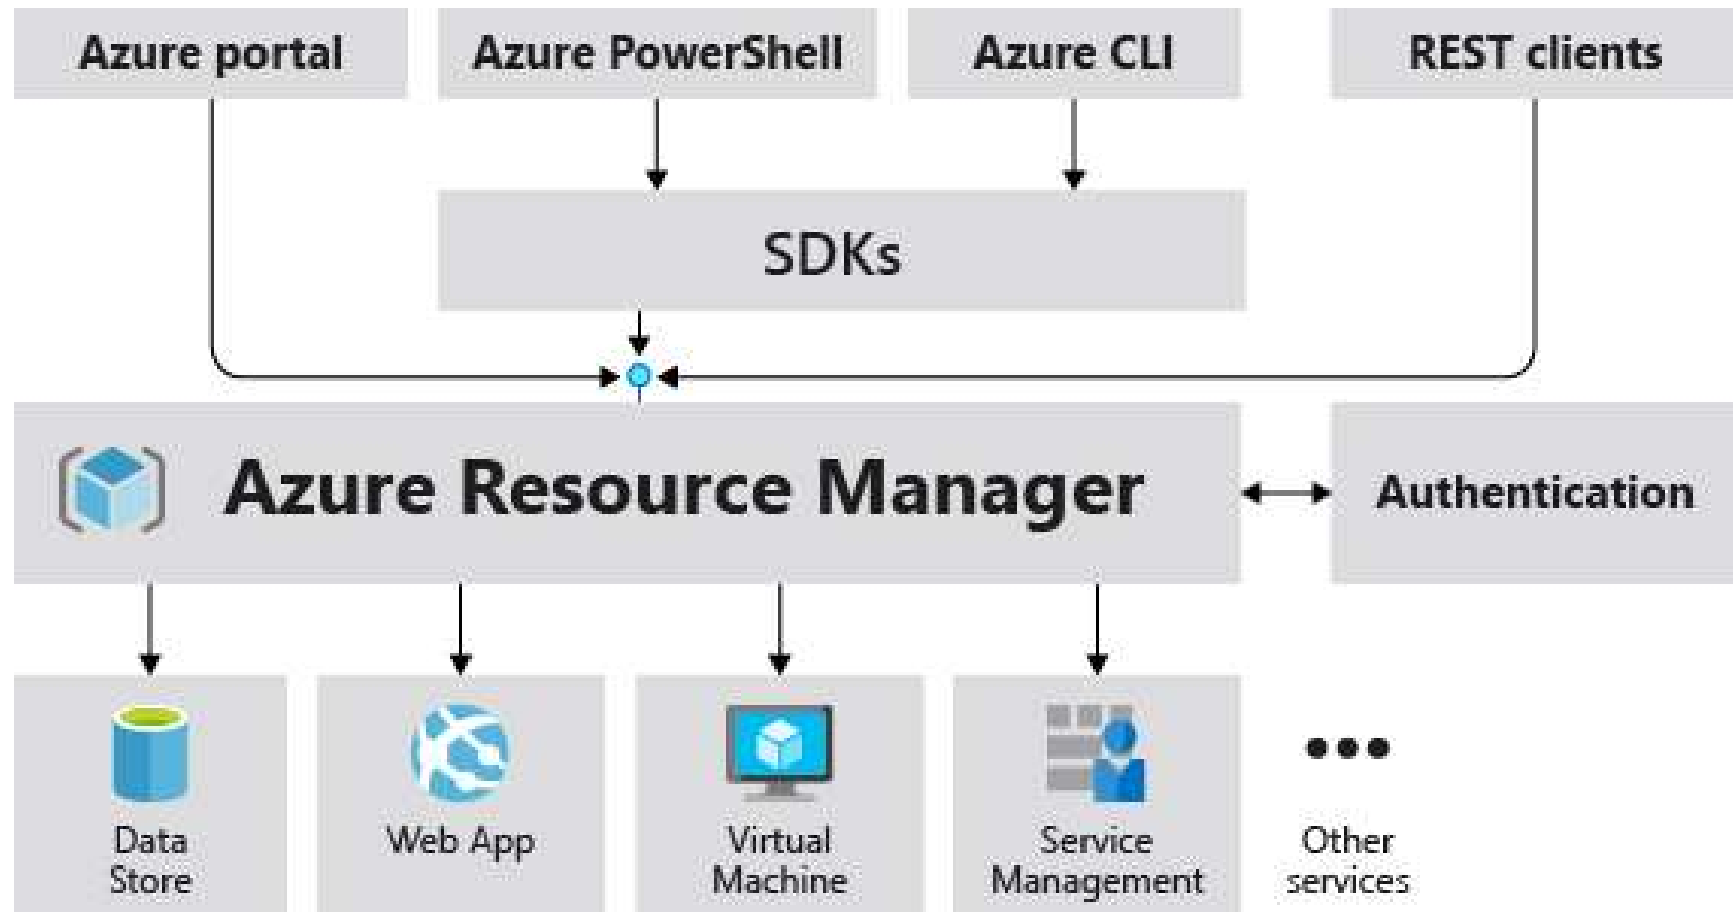 Azure portal
Azure PowerShell
Azure CLI
REST clients
SDKs
Azure Resource Manager
Authentication
Data
Store
Web App
Virtual
Machine
Service
Management
Other
services